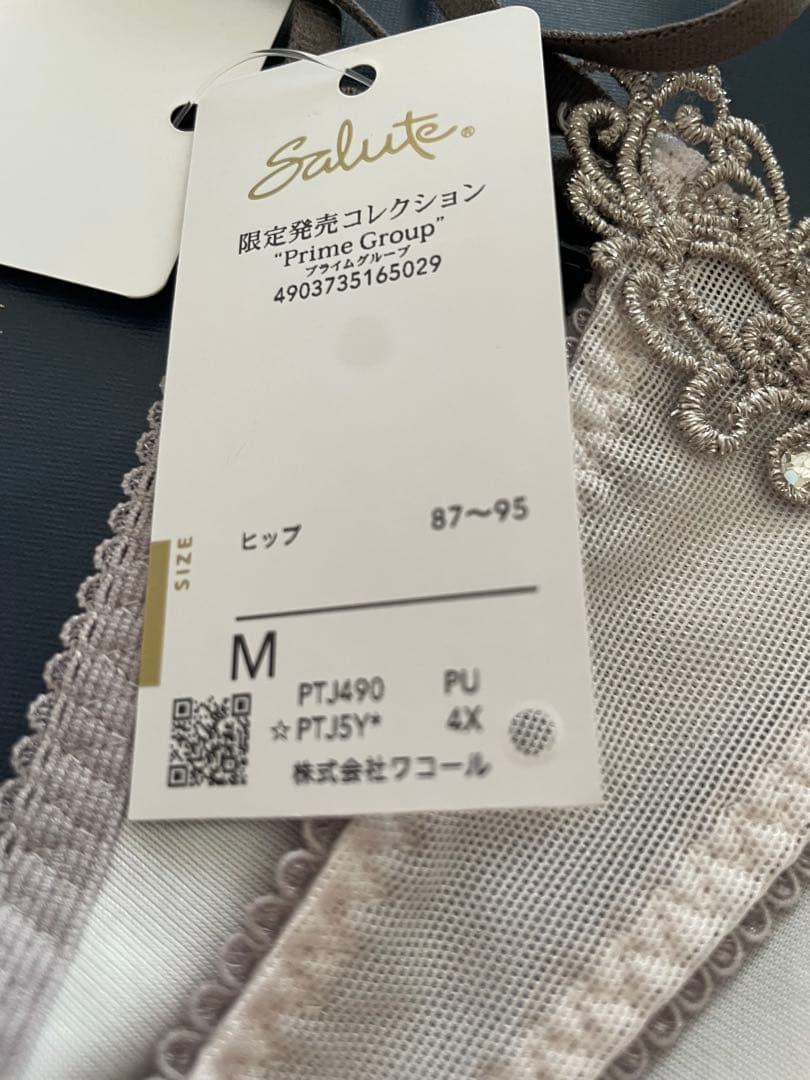 Salute®
限定発売コレクション
“Prime Group”
プライムグループ
4903735165029
SIZE
ヒップ 87～95
M
PTJ490 PU
☆PTJ5Y* 4X
株式会社ワコール